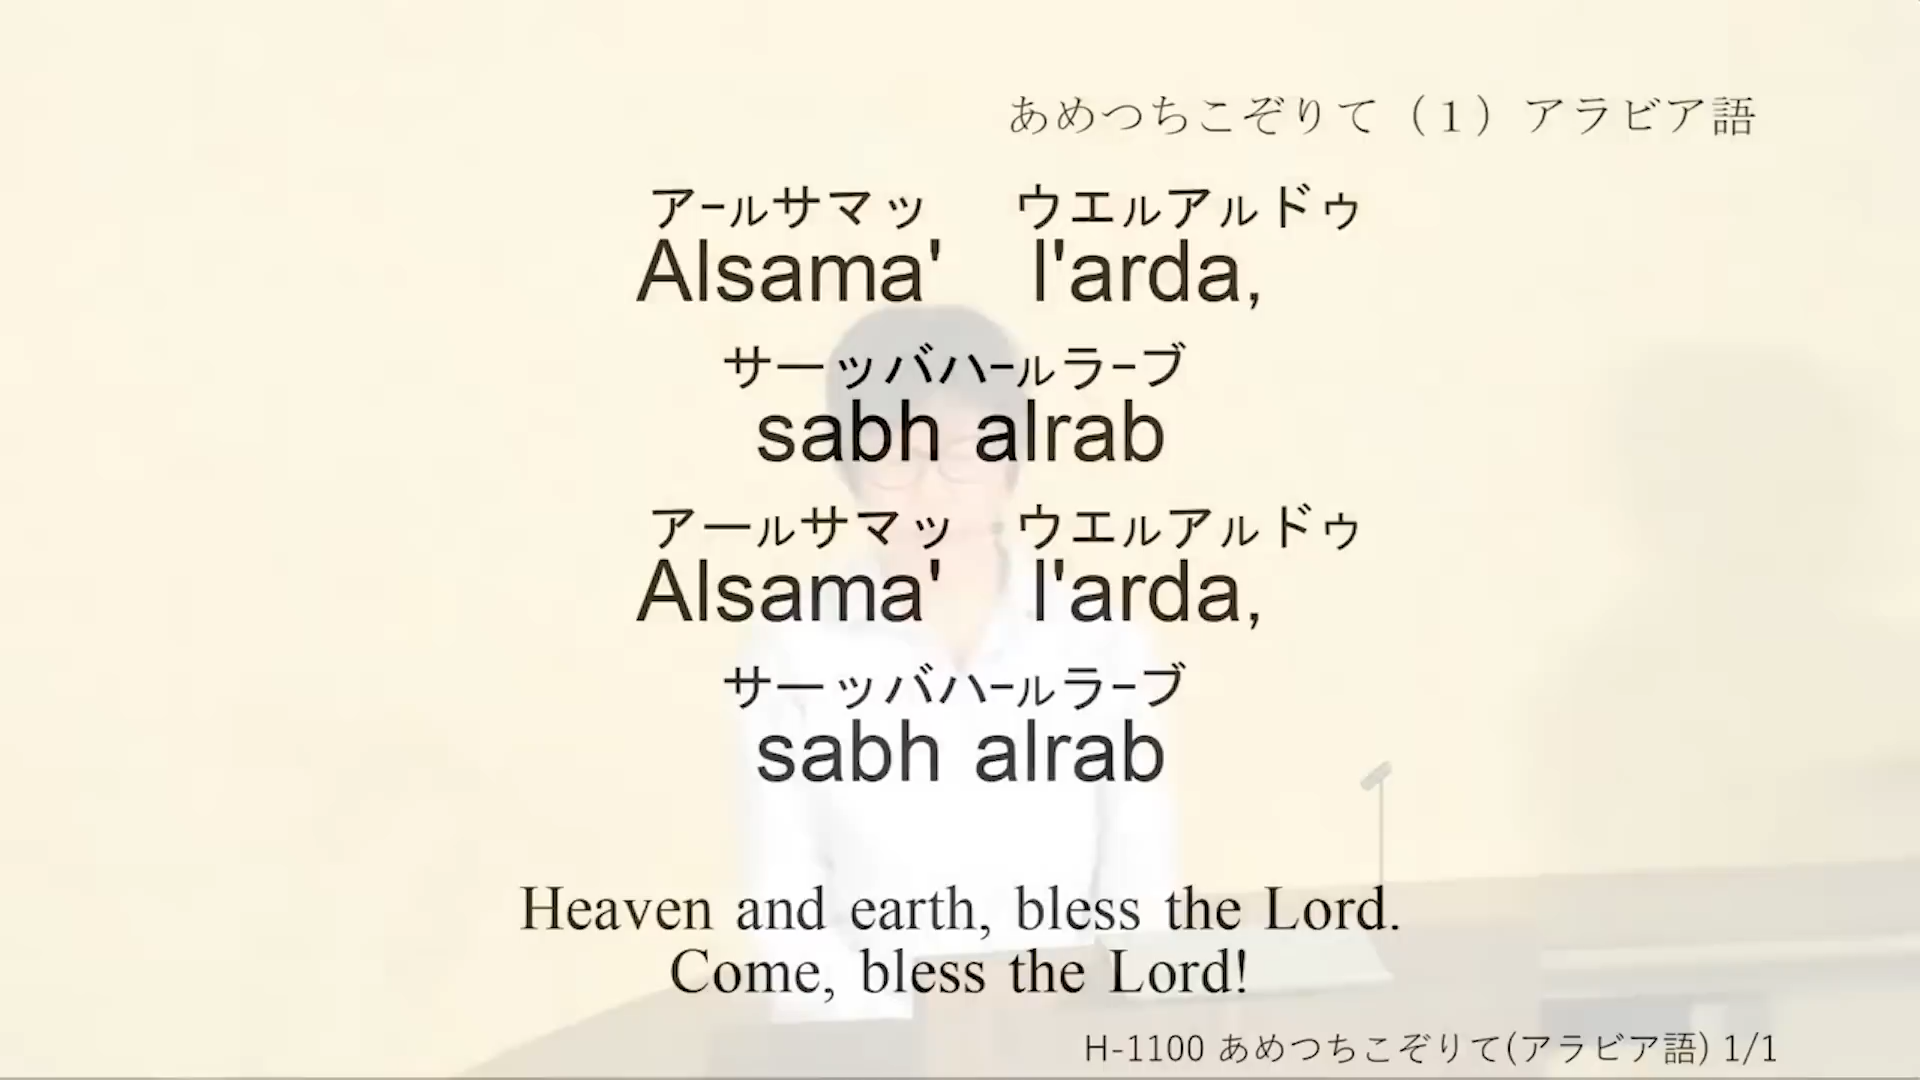 あめつちこぞりて（１）アラビア語
アールサマッ　ウエルアルドゥ
Alsama' l'arda,
サーッバハールラーブ
sabh alrab
アールサマッ　ウエルアルドゥ
Alsama' l'arda,
サーッバハールラーブ
sabh alrab
Heaven and earth, bless the Lord.
Come, bless the Lord!
H-1100 あめつちこぞりて(アラビア語) 1/1